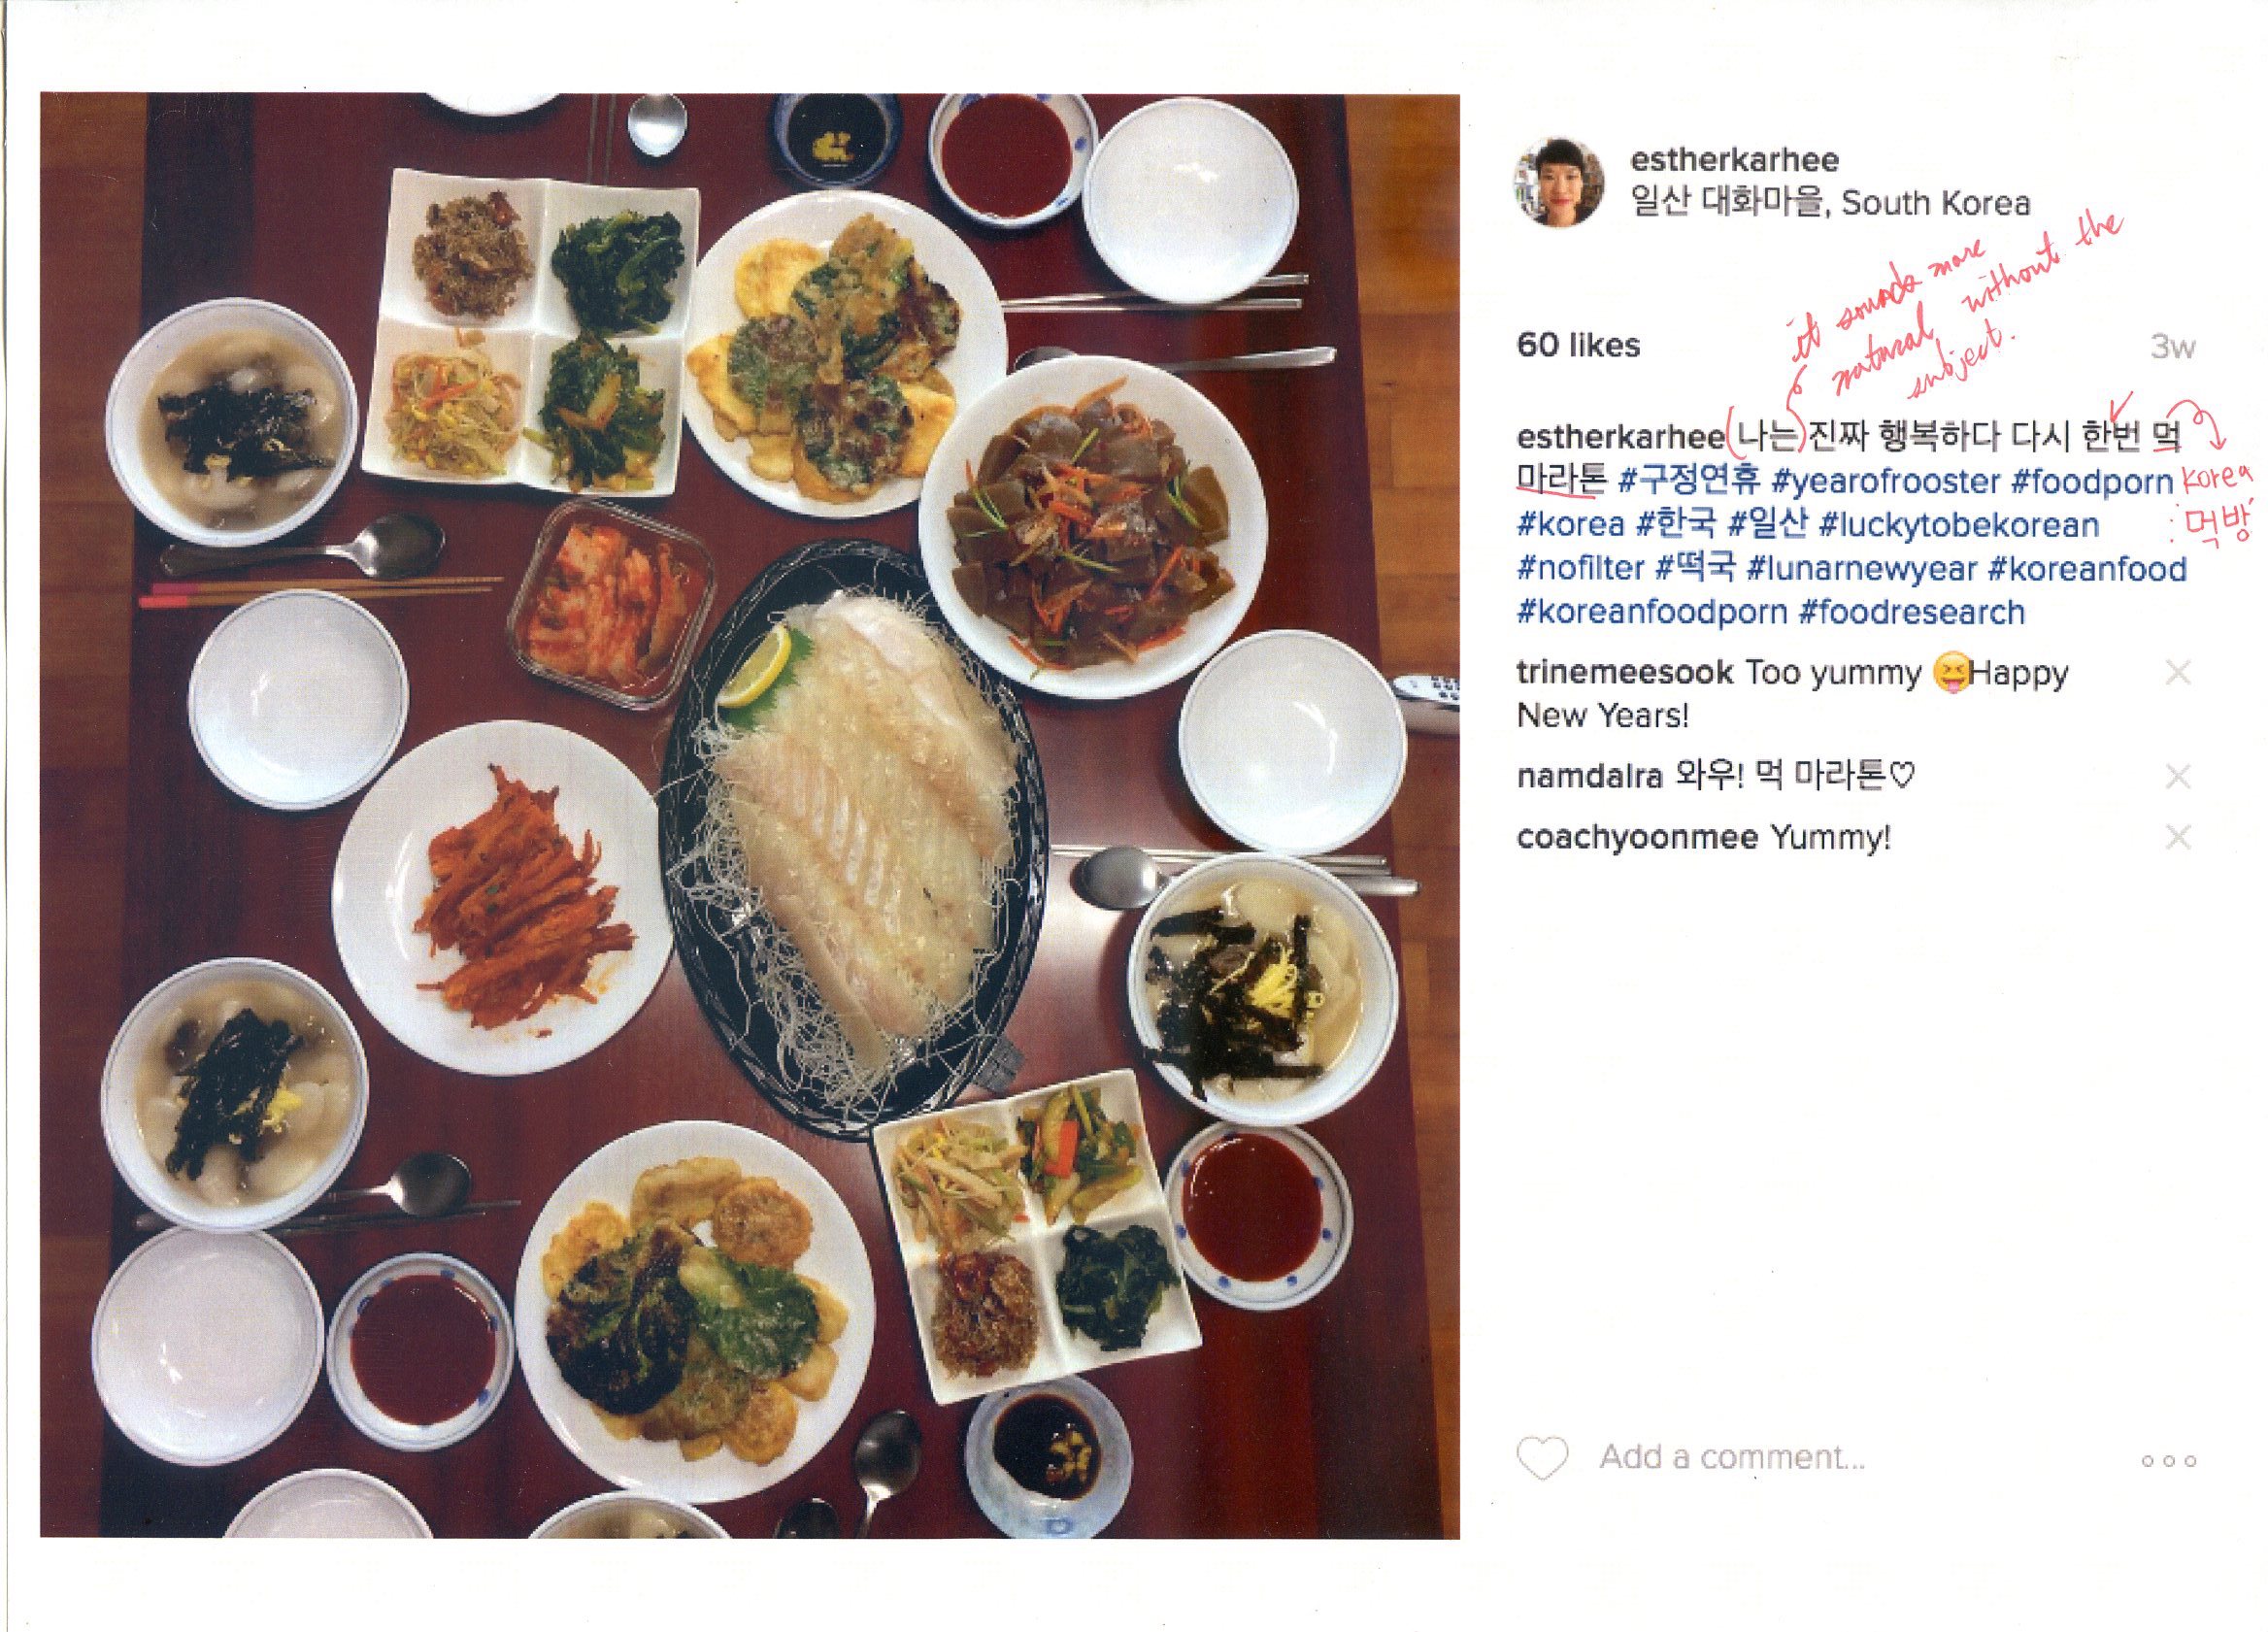 estherkarhee
일산 대화마을, South Korea
it sounds more
natural without the
subject.
60 likes 3w
estherkarhee (나는) 진짜 행복하다 다시 한번 먹
마라톤 #구정연휴 #yearofrooster #foodporn
Korea
#korea #한국 #일산 #luckytobekorean
: 먹방
#nofilter #떡국 #lunarnewyear #koreanfood
#koreanfoodporn #foodresearch
trinemeesook Too yummy 😝Happy
New Years!
namdalra 와우! 먹 마라톤♡
coachyoonmee Yummy!
Add a comment...